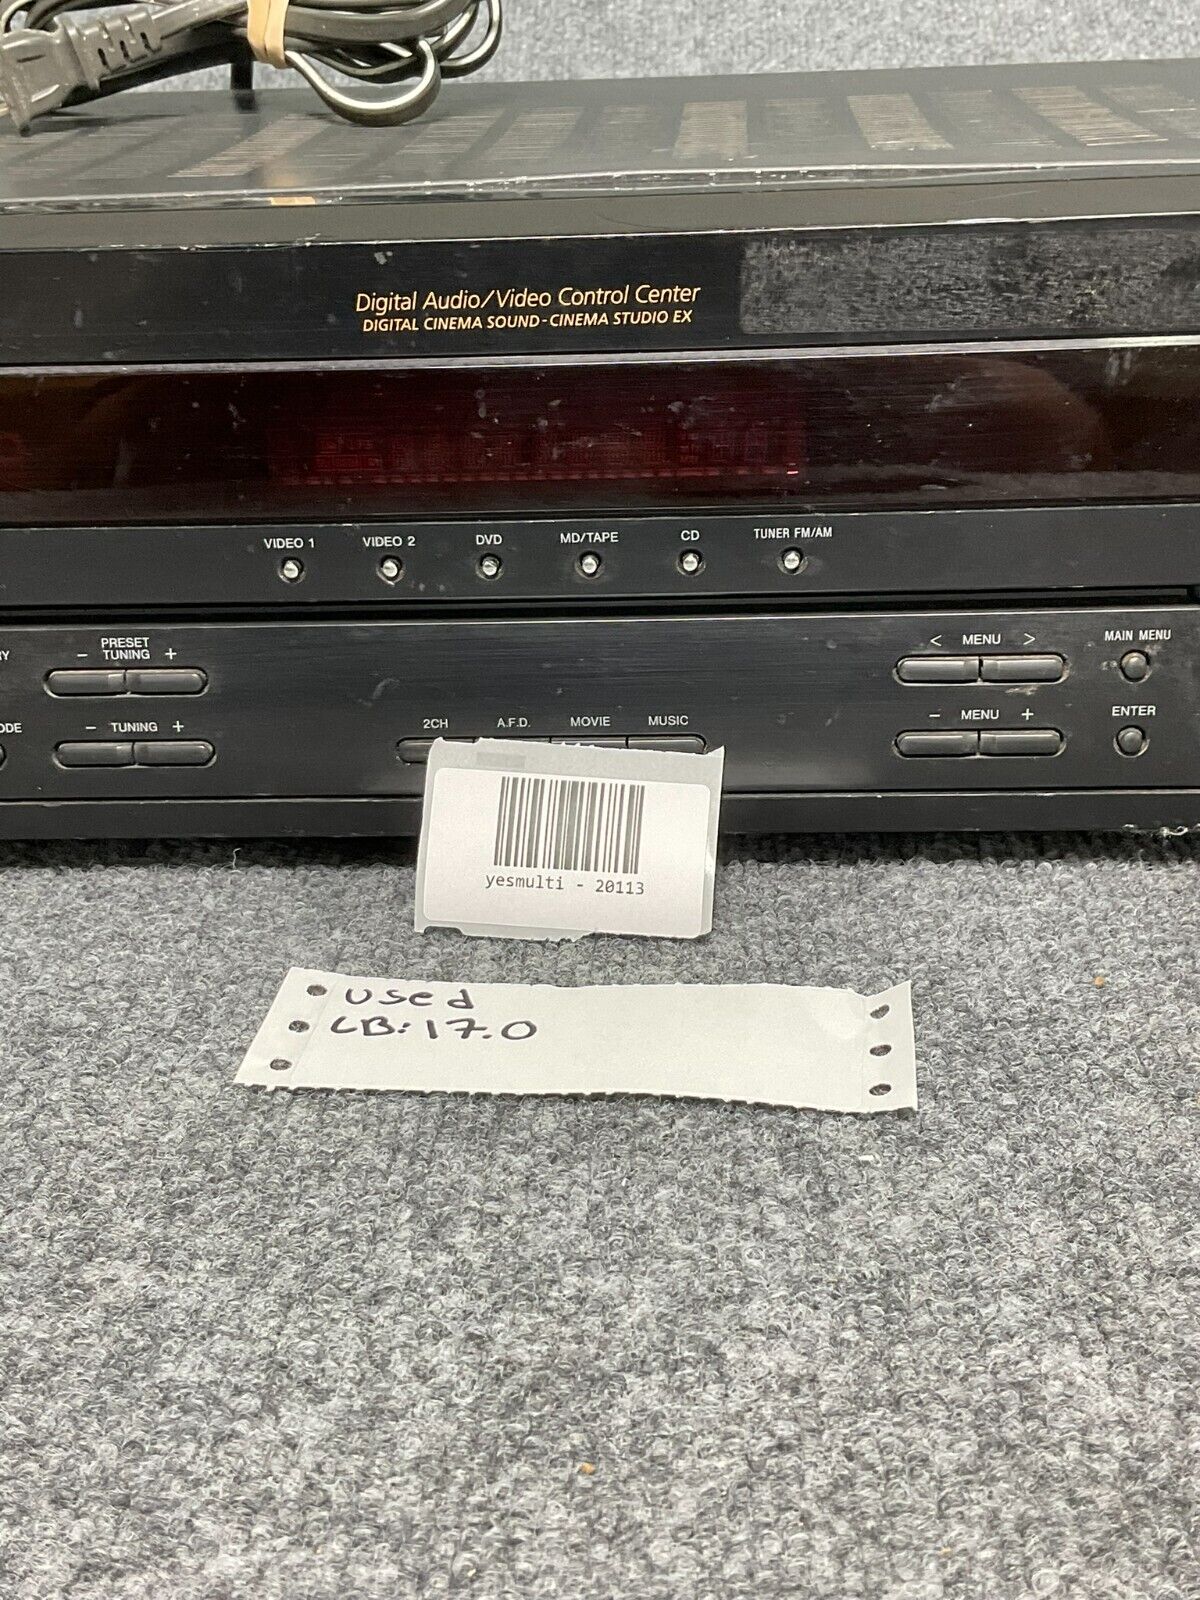 Digital Audio/Video Control Center
DIGITAL CINEMA SOUND-CINEMA STUDIO EX
VIDEO 1 VIDEO 2 DVD MD/TAPE CD TUNER FM/AM
PRESET
RY - TUNING + < MENU > MAIN MENU
ODE - TUNING + 2CH A.F.D. MOVIE MUSIC - MENU + ENTER
yesmulti - 20113
used
LB: 17.0